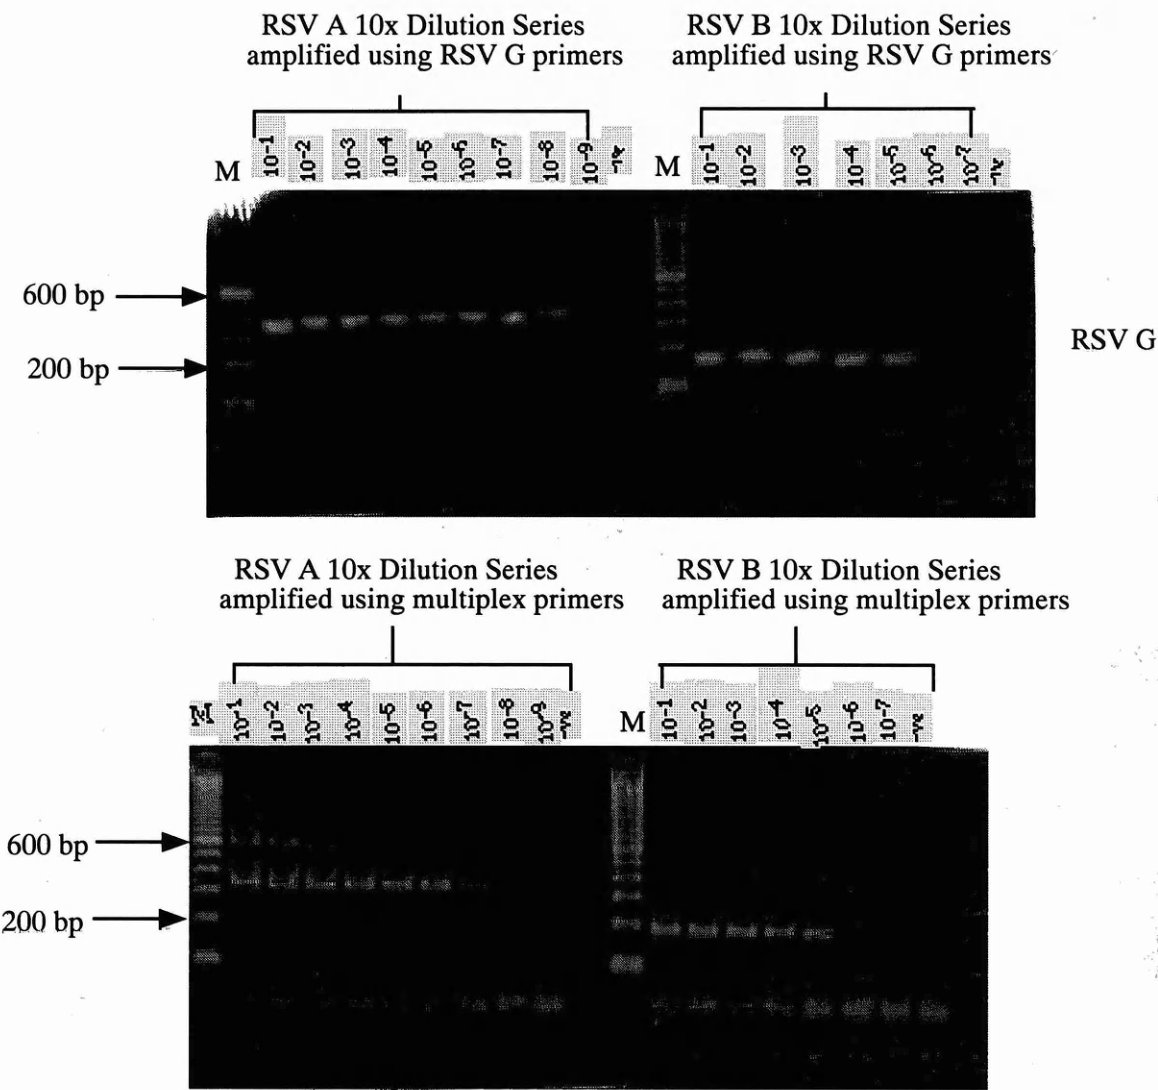 RSV A 10x Dilution Series
amplified using RSV G primers
RSV B 10x Dilution Series
amplified using RSV G primers
M
10-1
10-2
10-3
10-4
10-5
10-6
10-7
10-8
10-9
-ve
M
10-1
10-2
10-3
10-4
10-5
10-6
10-7
-ve
600 bp
200 bp
RSV G
RSV A 10x Dilution Series
amplified using multiplex primers
RSV B 10x Dilution Series
amplified using multiplex primers
M
10-1
10-2
10-3
10-4
10-5
10-6
10-7
10-8
10-9
-ve
M
10-1
10-2
10-3
10-4
10-5
10-6
10-7
-ve
600 bp
200 bp